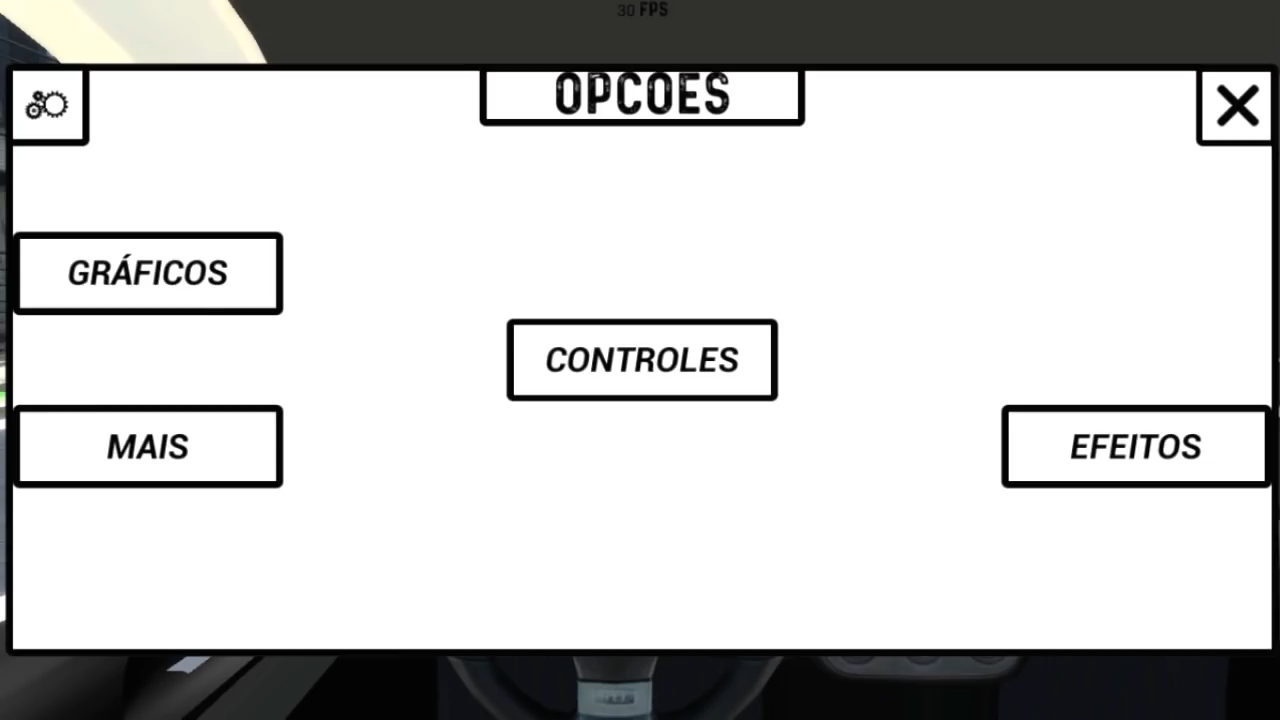 30 FPS
OPCOES
GRÁFICOS
CONTROLES
MAIS
EFEITOS